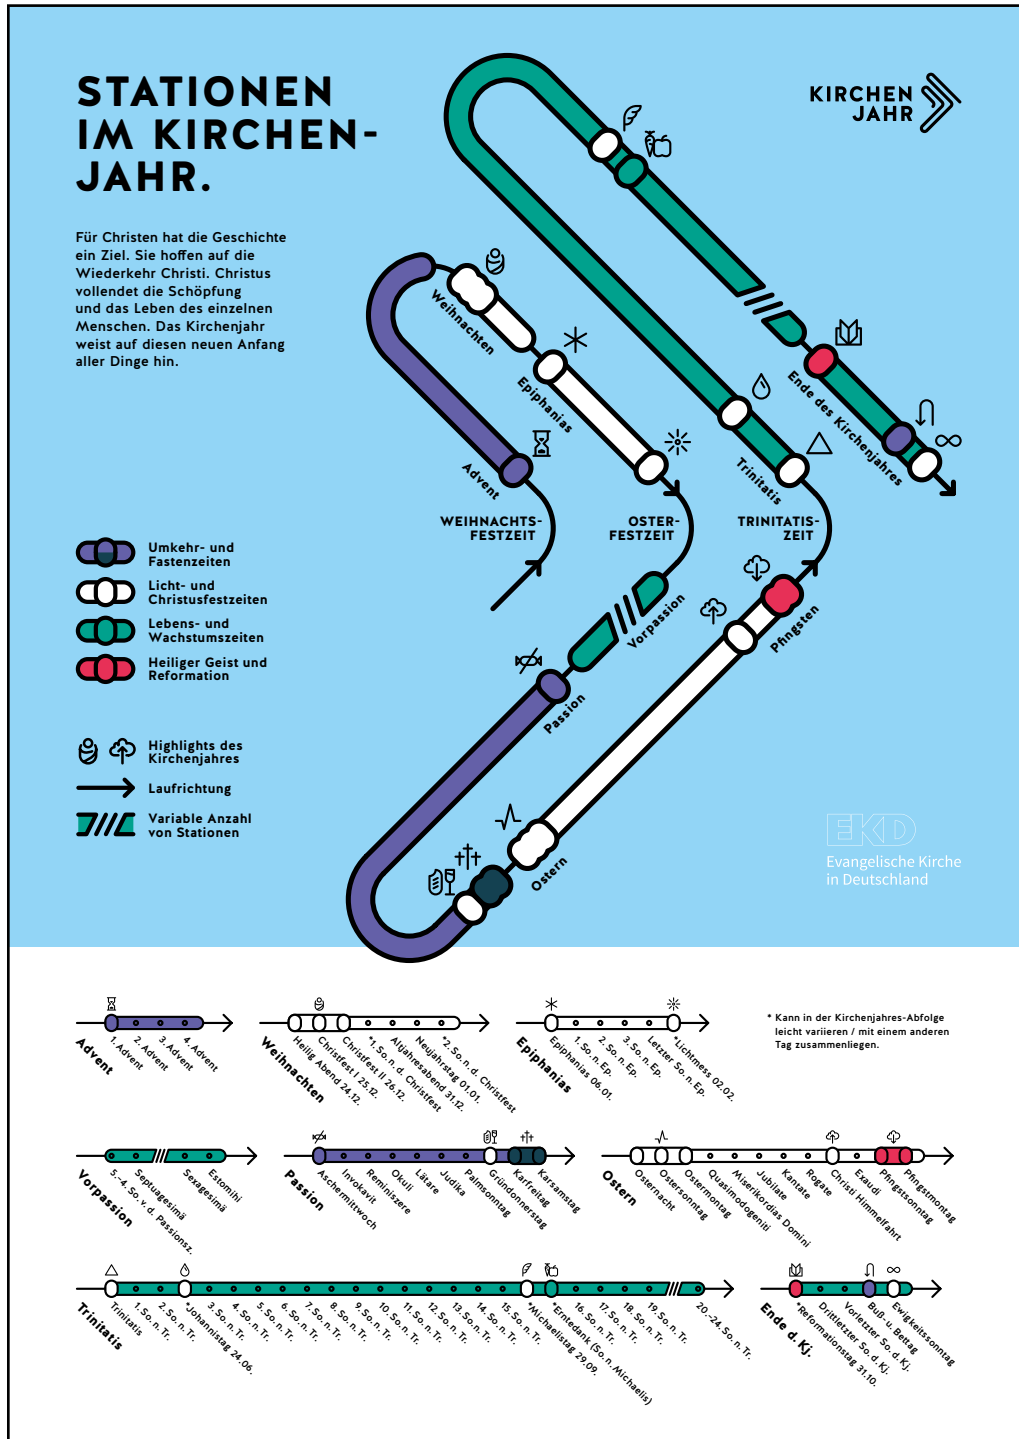 STATIONEN
IM KIRCHEN-
JAHR.
KIRCHEN
JAHR
Für Christen hat die Geschichte
ein Ziel. Sie hoffen auf die
Wiederkehr Christi. Christus
vollendet die Schöpfung
und das Leben des einzelnen
Menschen. Das Kirchenjahr
weist auf diesen neuen Anfang
aller Dinge hin.
Weihnachten
Epiphanias
Advent
Ende des Kirchenjahres
Trinitatis
WEIHNACHTS-
FESTZEIT
OSTER-
FESTZEIT
TRINITATIS-
ZEIT
Vorpassion
Pfingsten
Passion
Ostern
Umkehr- und
Fastenzeiten
Licht- und
Christusfestzeiten
Lebens- und
Wachstumszeiten
Heiliger Geist und
Reformation
Highlights des
Kirchenjahres
Laufrichtung
Variable Anzahl
von Stationen
EKD
Evangelische Kirche
in Deutschland
Advent
1. Advent
2. Advent
3. Advent
4. Advent
Weihnachten
Heilig Abend 24.12.
Christfest I 25.12.
Christfest II 26.12.
*1. So. n. d. Christfest
Altjahresabend 31.12.
Neujahrstag 01.01.
*2. So. n. d. Christfest
Epiphanias
Epiphanias 06.01.
1. So. n. Ep.
2. So. n. Ep.
3. So. n. Ep.
Letzter So. n. Ep.
*Lichtmess 02.02.
* Kann in der Kirchenjahres-Abfolge
leicht variieren / mit einem anderen
Tag zusammenliegen.
Vorpassion
5.–4. So. v. d. Passionsz.
Septuagesimä
Sexagesimä
Estomihi
Passion
Aschermittwoch
Invokavit
Reminiszere
Okuli
Lätare
Judika
Palmsonntag
Gründonnerstag
Karfreitag
Karsamstag
Ostern
Osternacht
Ostersonntag
Ostermontag
Quasimodogeniti
Miserikordias Domini
Jubilate
Kantate
Rogate
Christi Himmelfahrt
Exaudi
Pfingstsonntag
Pfingstmontag
Trinitatis
Trinitatis
1. So. n. Tr.
2. So. n. Tr.
*Johannistag 24.06.
3. So. n. Tr.
4. So. n. Tr.
5. So. n. Tr.
6. So. n. Tr.
7. So. n. Tr.
8. So. n. Tr.
9. So. n. Tr.
10. So. n. Tr.
11. So. n. Tr.
12. So. n. Tr.
13. So. n. Tr.
14. So. n. Tr.
15. So. n. Tr.
*Michaelistag 29.09.
*Erntedank (So. n. Michaelis)
16. So. n. Tr.
17. So. n. Tr.
18. So. n. Tr.
19. So. n. Tr.
20.–24. So. n. Tr.
Ende d. Kj.
*Reformationstag 31.10.
Drittletzter So. d. Kj.
Vorletzter So. d. Kj.
Buß- u. Bettag
Ewigkeitssonntag